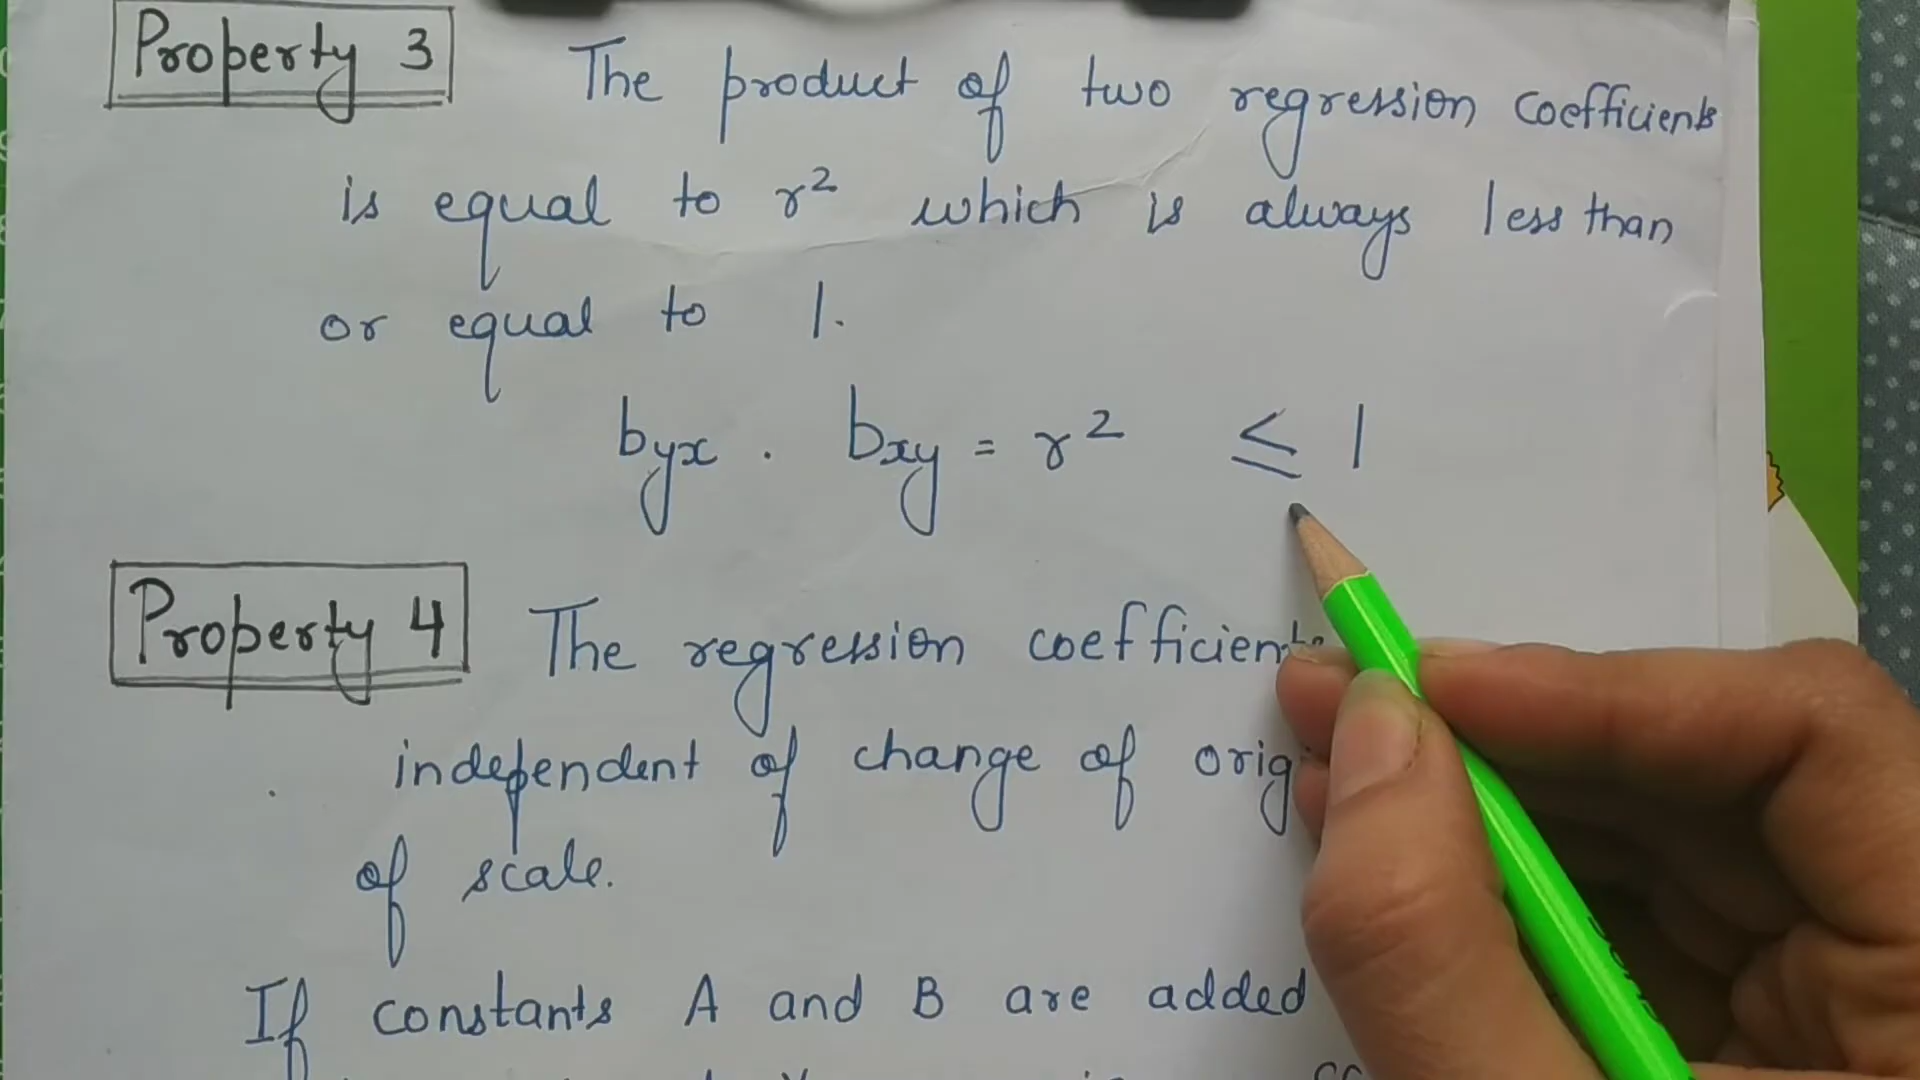 Property 3 The product of two regression coefficients
is equal to r² which is always less than
or equal to 1.
byx . bxy = r² ≤ 1
Property 4 The regression coefficients
independent of change of
of scale.
If constants A and B are added